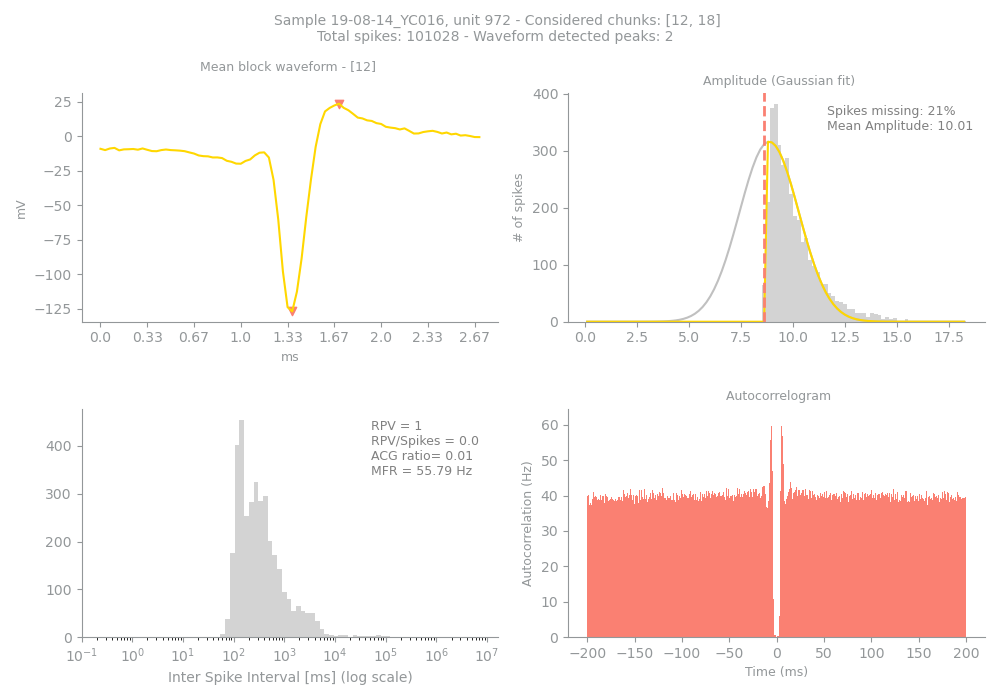 Sample 19-08-14_YC016, unit 972 - Considered chunks: [12, 18]
Total spikes: 101028 - Waveform detected peaks: 2
Mean block waveform - [12]
25
0
−25
−50
−75
−100
−125
mV
0.0 0.33 0.67 1.0 1.33 1.67 2.0 2.33 2.67
ms
Amplitude (Gaussian fit)
Spikes missing: 21%
Mean Amplitude: 10.01
400
300
200
100
0
# of spikes
0.0 2.5 5.0 7.5 10.0 12.5 15.0 17.5
RPV = 1
RPV/Spikes = 0.0
ACG ratio= 0.01
MFR = 55.79 Hz
400
300
200
100
0
10⁻¹ 10⁰ 10¹ 10² 10³ 10⁴ 10⁵ 10⁶ 10⁷
Inter Spike Interval [ms] (log scale)
Autocorrelogram
60
50
40
30
20
10
0
Autocorrelation (Hz)
−200 −150 −100 −50 0 50 100 150 200
Time (ms)